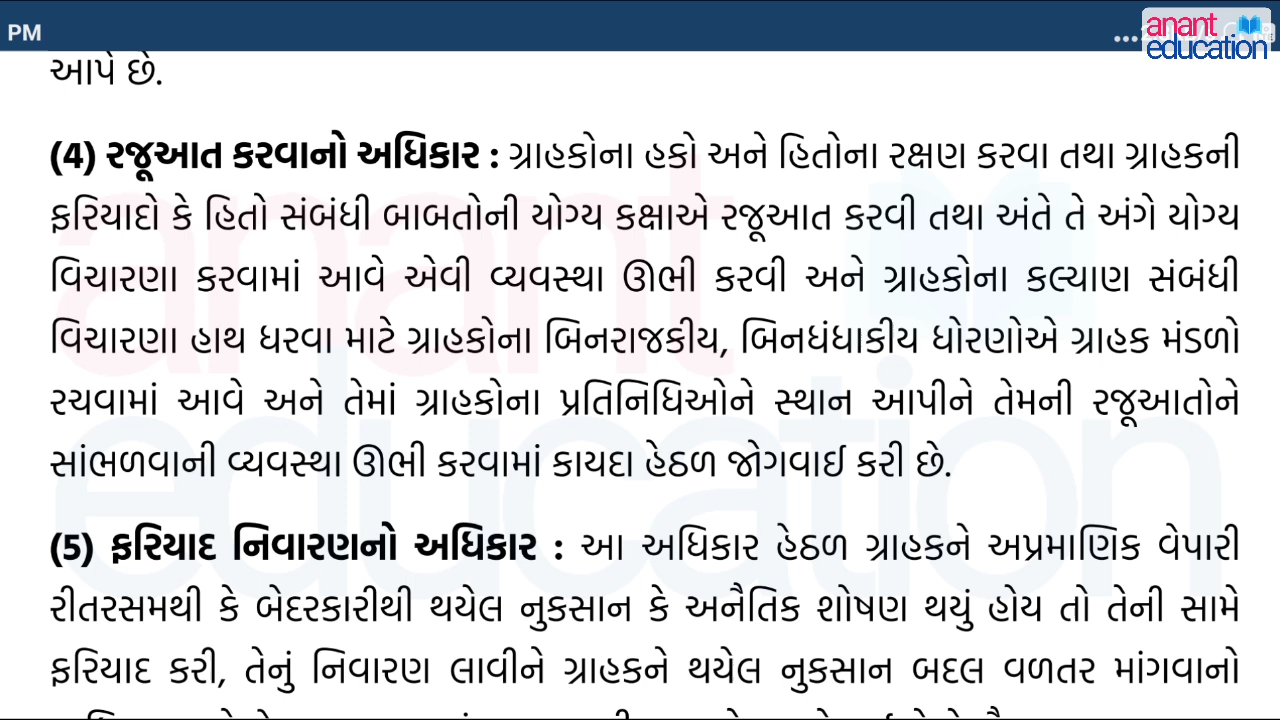 PM
anant
education
આપે છે.
(4) રજૂઆત કરવાનો અધિકાર : ગ્રાહકોના હકો અને હિતોના રક્ષણ કરવા તથા ગ્રાહકની
ફરિયાદો કે હિતો સંબંધી બાબતોની યોગ્ય કક્ષાએ રજૂઆત કરવી તથા અંતે તે અંગે યોગ્ય
વિચારણા કરવામાં આવે એવી વ્યવસ્થા ઊભી કરવી અને ગ્રાહકોના કલ્યાણ સંબંધી
વિચારણા હાથ ધરવા માટે ગ્રાહકોના બિનરાજકીય, બિનધંધાકીય ધોરણોએ ગ્રાહક મંડળો
રચવામાં આવે અને તેમાં ગ્રાહકોના પ્રતિનિધિઓને સ્થાન આપીને તેમની રજૂઆતોને
સાંભળવાની વ્યવસ્થા ઊભી કરવામાં કાયદા હેઠળ જોગવાઈ કરી છે.
(5) ફરિયાદ નિવારણનો અધિકાર : આ અધિકાર હેઠળ ગ્રાહકને અપ્રમાણિક વેપારી
રીતરસમથી કે બેદરકારીથી થયેલ નુકસાન કે અનૈતિક શોષણ થયું હોય તો તેની સામે
ફરિયાદ કરી, તેનું નિવારણ લાવીને ગ્રાહકને થયેલ નુકસાન બદલ વળતર માંગવાનો